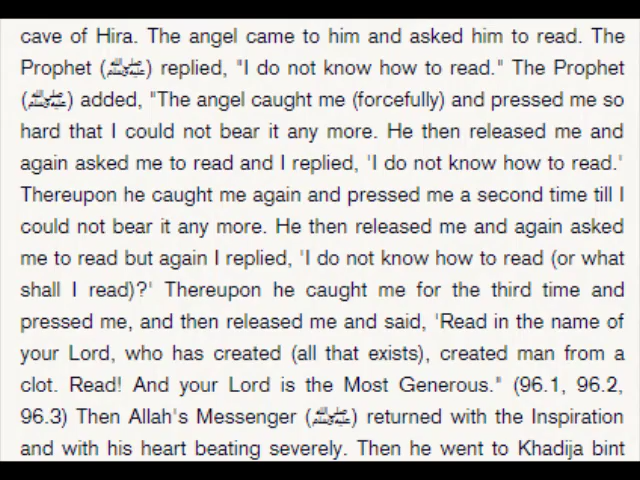 cave of Hira. The angel came to him and asked him to read. The
Prophet (ﷺ) replied, "I do not know how to read." The Prophet
(ﷺ) added, "The angel caught me (forcefully) and pressed me so
hard that I could not bear it any more. He then released me and
again asked me to read and I replied, 'I do not know how to read.'
Thereupon he caught me again and pressed me a second time till I
could not bear it any more. He then released me and again asked
me to read but again I replied, 'I do not know how to read (or what
shall I read)?' Thereupon he caught me for the third time and
pressed me, and then released me and said, 'Read in the name of
your Lord, who has created (all that exists), created man from a
clot. Read! And your Lord is the Most Generous." (96.1, 96.2,
96.3) Then Allah's Messenger (ﷺ) returned with the Inspiration
and with his heart beating severely. Then he went to Khadija bint